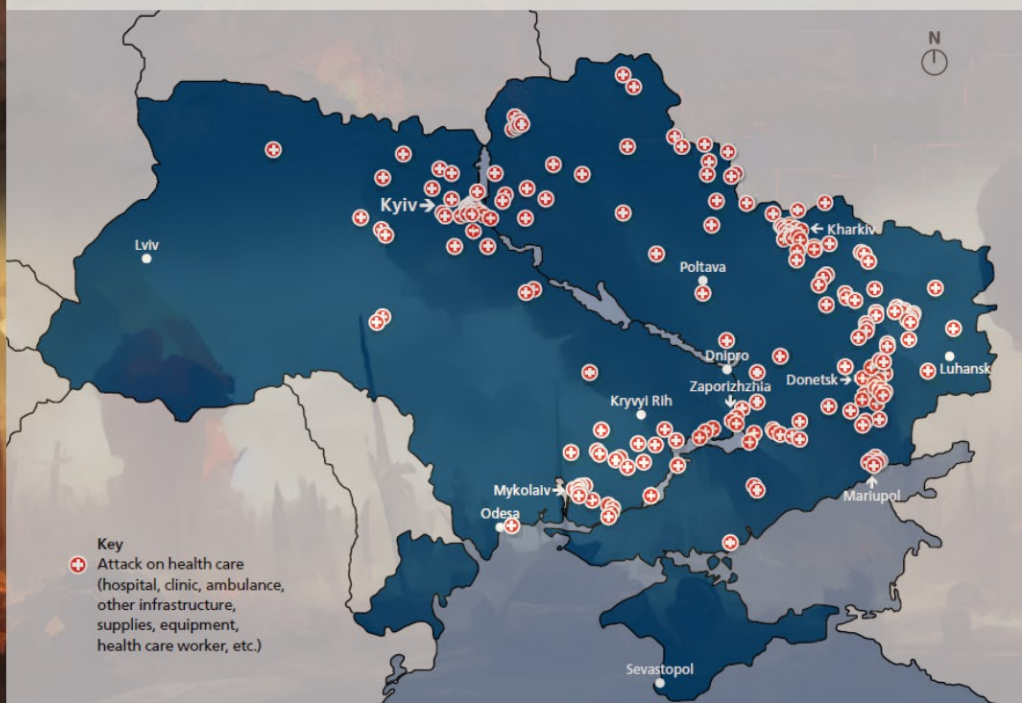 N
Kyiv
Lviv
Kharkiv
Poltava
Dnipro
Luhansk
Zaporizhzhia
Donetsk
Kryvyi Rih
Mykolaiv
Mariupol
Odesa
Key
Attack on health care
(hospital, clinic, ambulance,
other infrastructure,
supplies, equipment,
health care worker, etc.)
Sevastopol